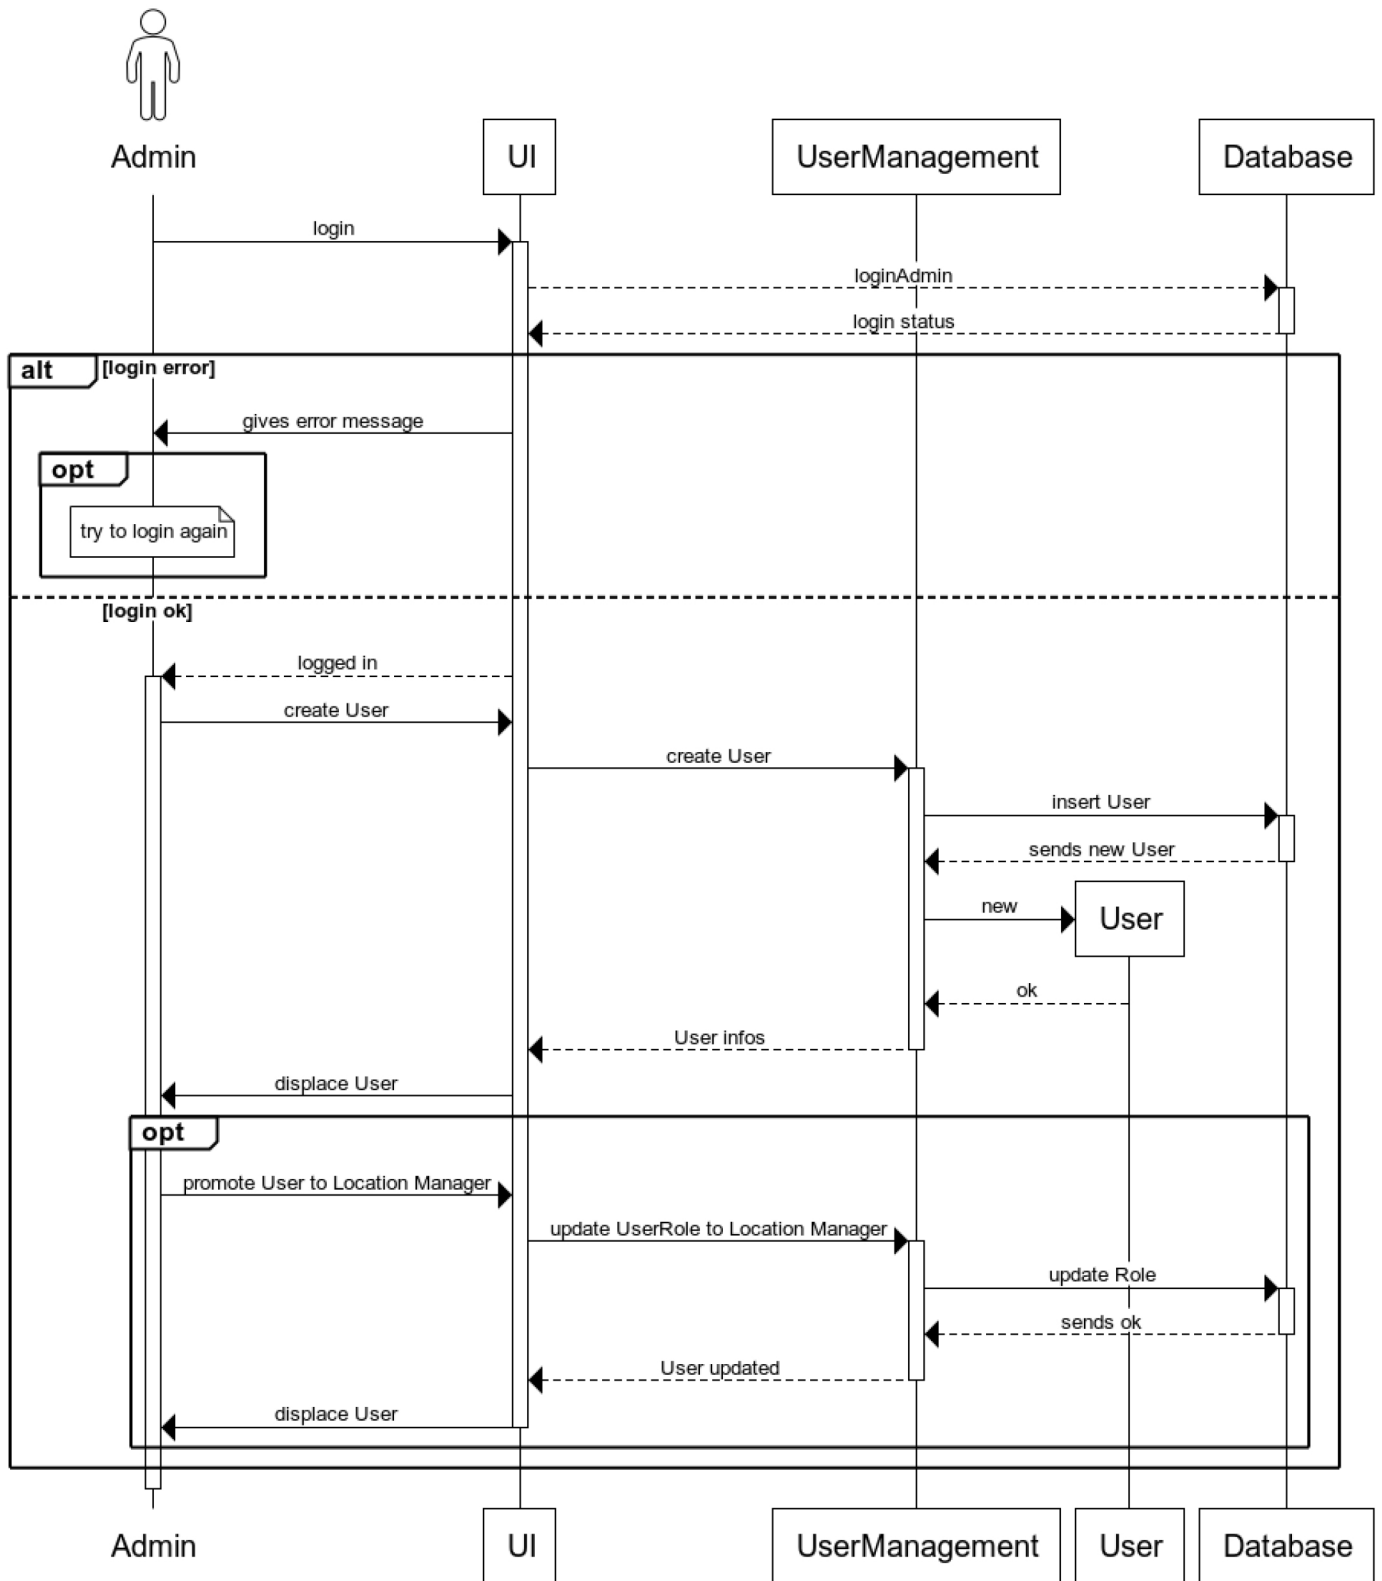 Admin
UI
UserManagement
Database
login
loginAdmin
login status
alt
[login error]
gives error message
opt
try to login again
[login ok]
logged in
create User
create User
insert User
sends new User
new
User
ok
User infos
displace User
opt
promote User to Location Manager
update UserRole to Location Manager
update Role
sends ok
User updated
displace User
Admin
UI
UserManagement
User
Database